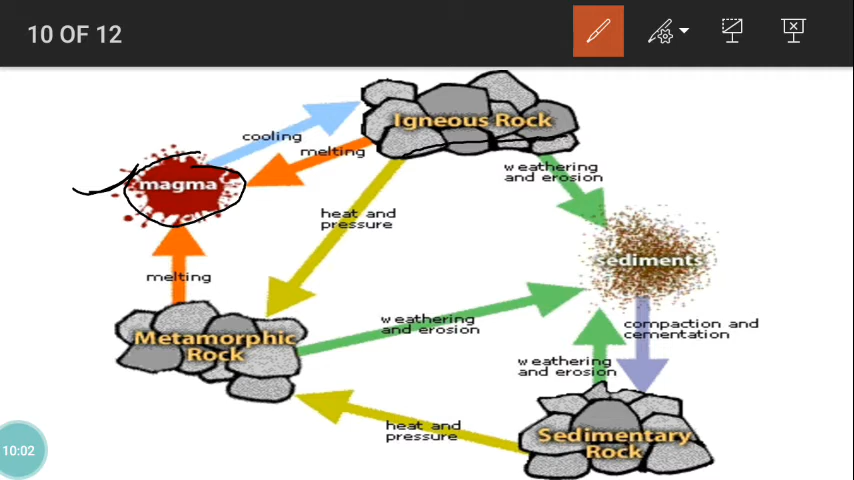 10 OF 12
Igneous Rock
cooling
melting
weathering
and erosion
magma
heat and
pressure
sediments
melting
weathering
and erosion
compaction and
cementation
Metamorphic
Rock
weathering
and erosion
heat and
pressure
Sedimentary
Rock
10:02